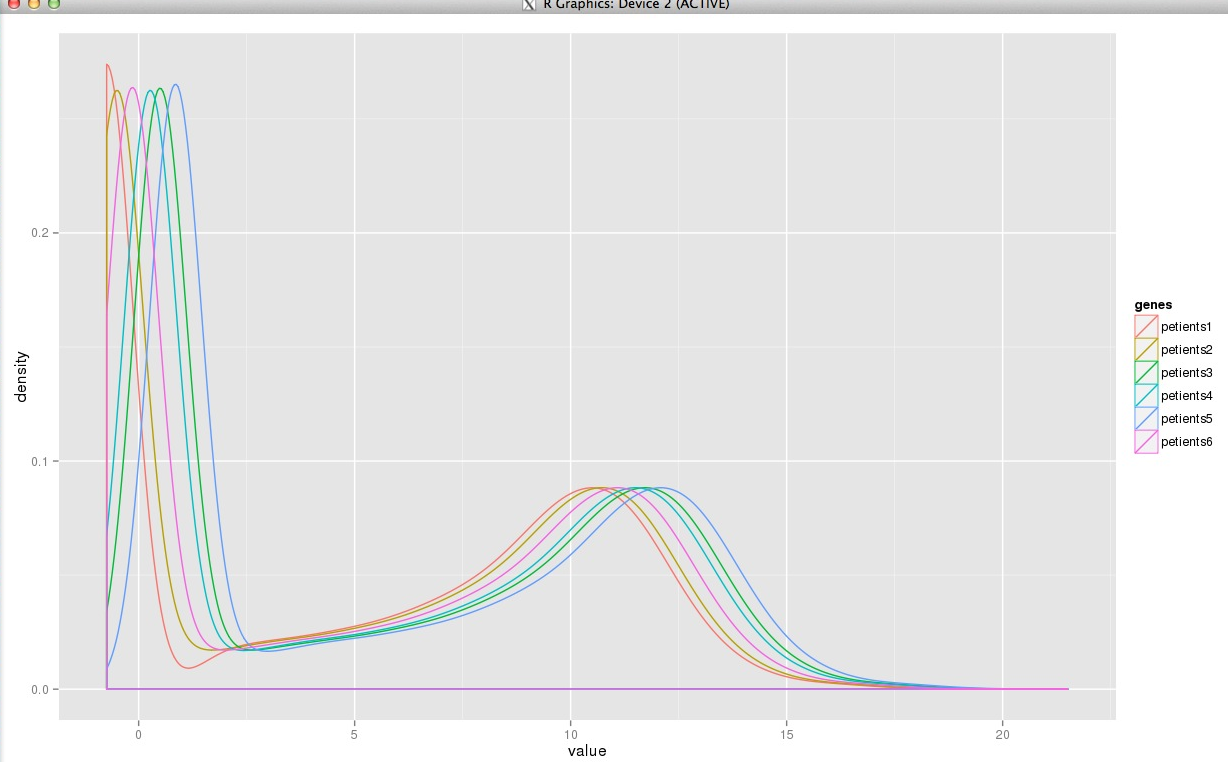 R Graphics: Device 2 (ACTIVE)
density
0.2
0.1
0.0
0 5 10 15 20
value
genes
petients1
petients2
petients3
petients4
petients5
petients6